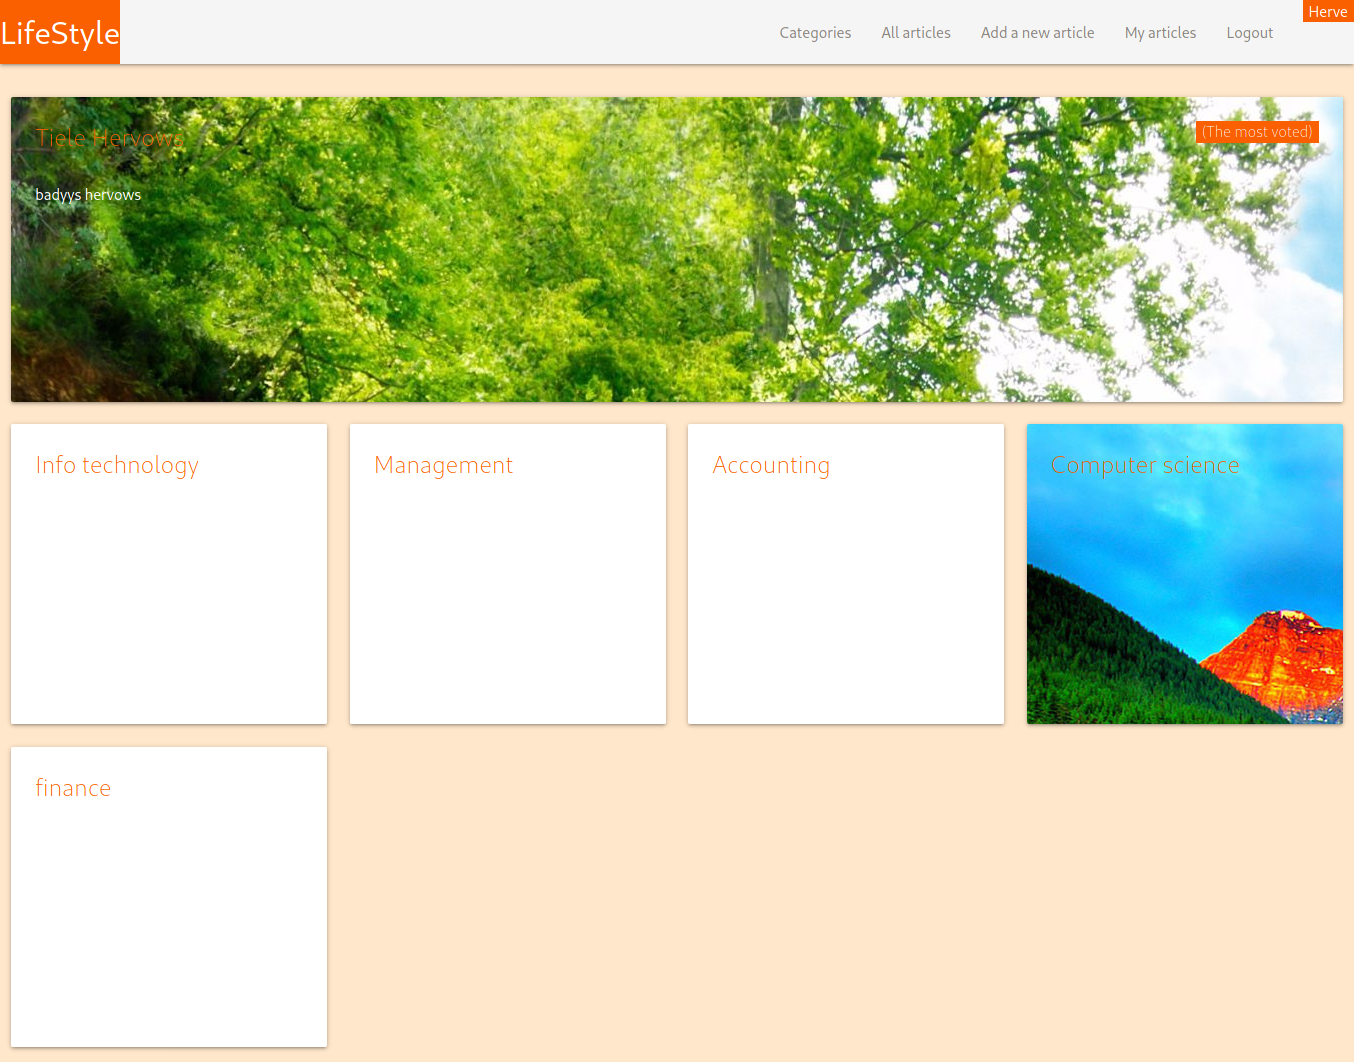 LifeStyle
Categories All articles Add a new article My articles Logout
Herve
Tiele Hervows
(The most voted)
badyys hervows
Info technology
Management
Accounting
Computer science
finance